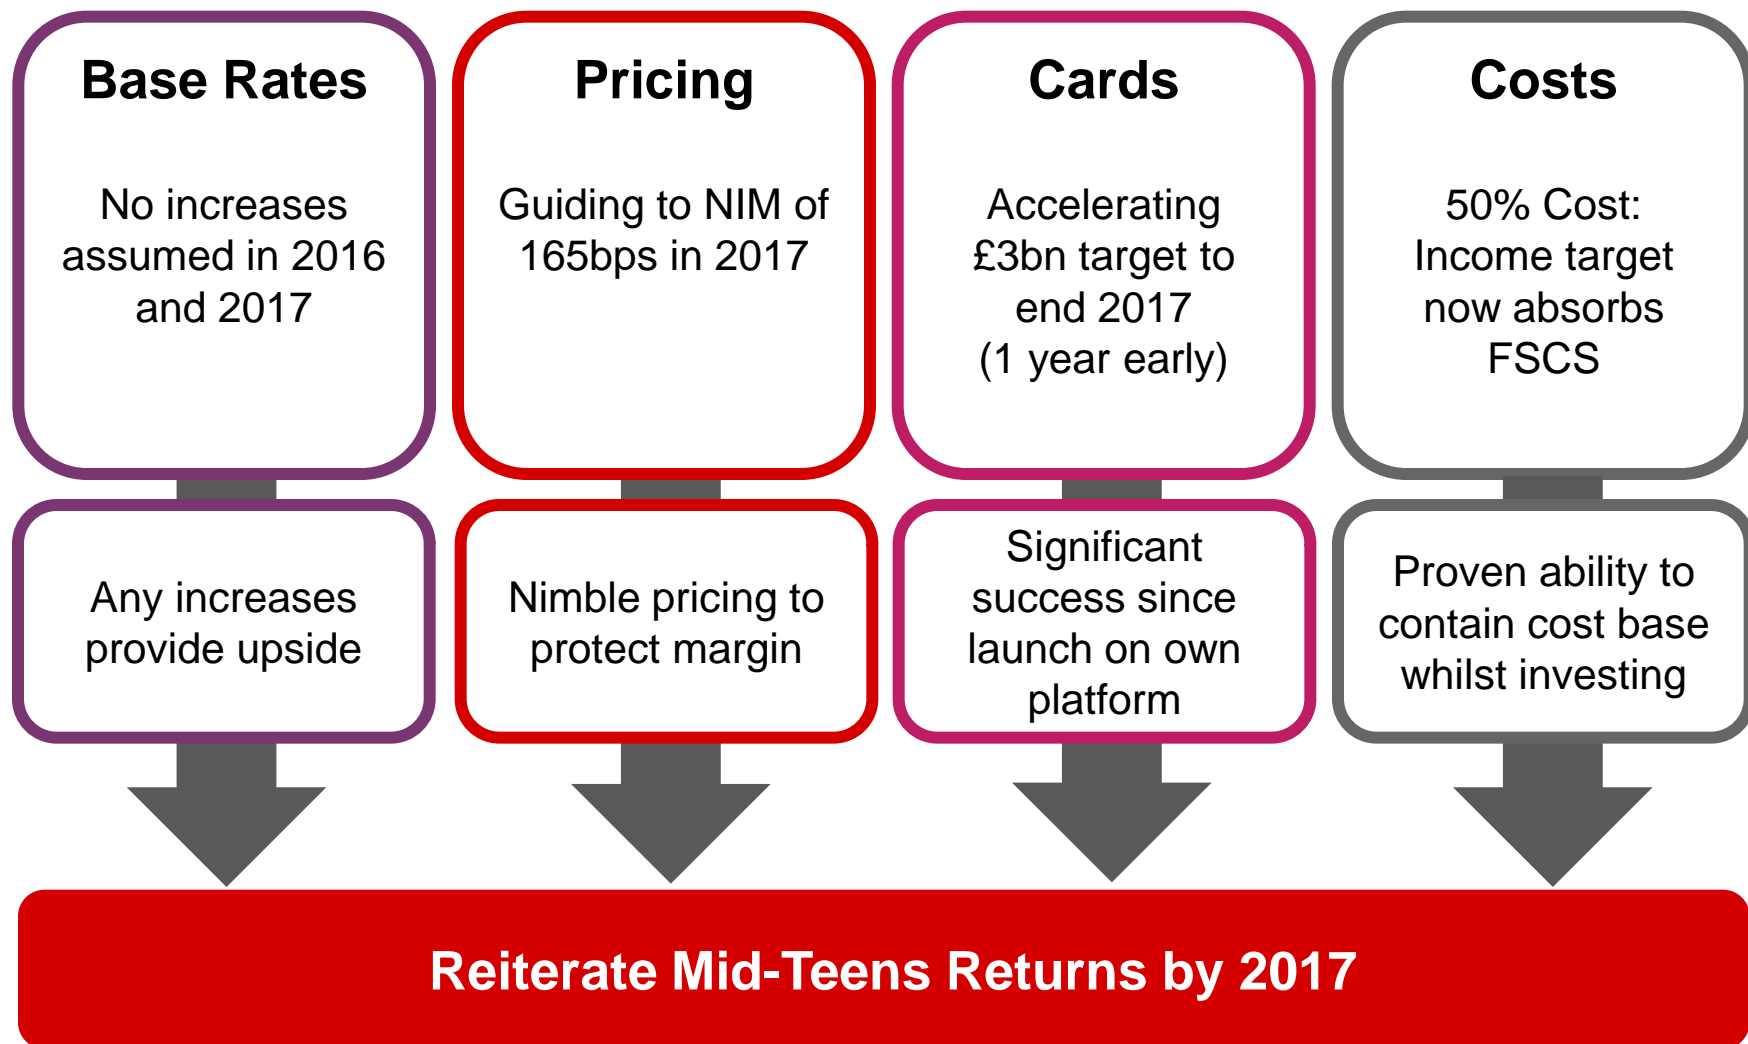 Base Rates
No increases
assumed in 2016
and 2017
Any increases
provide upside
Pricing
Guiding to NIM of
165bps in 2017
Nimble pricing to
protect margin
Cards
Accelerating
£3bn target to
end 2017
(1 year early)
Significant
success since
launch on own
platform
Costs
50% Cost:
Income target
now absorbs
FSCS
Proven ability to
contain cost base
whilst investing
Reiterate Mid-Teens Returns by 2017